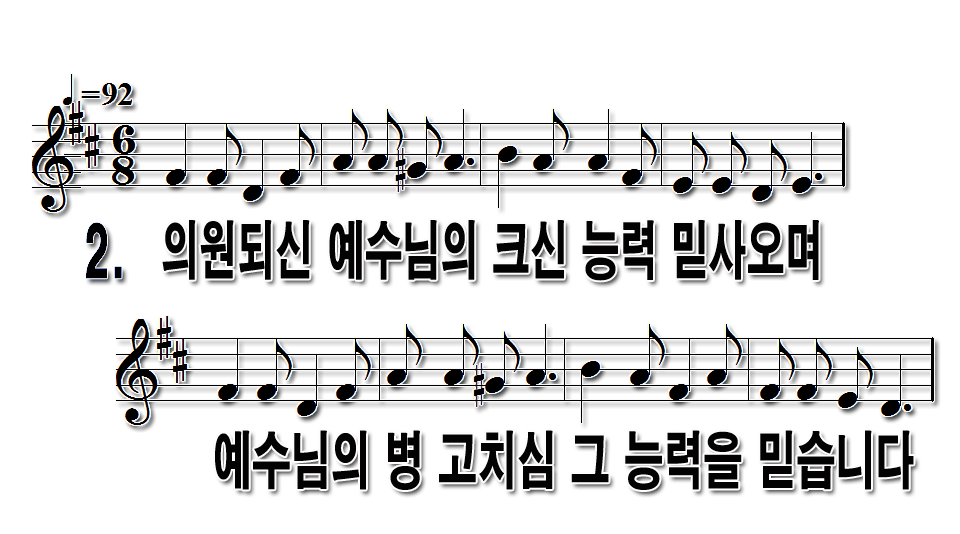 =92
6
8
2. 의원되신 예수님의 크신 능력 믿사오며
예수님의 병 고치심 그 능력을 믿습니다